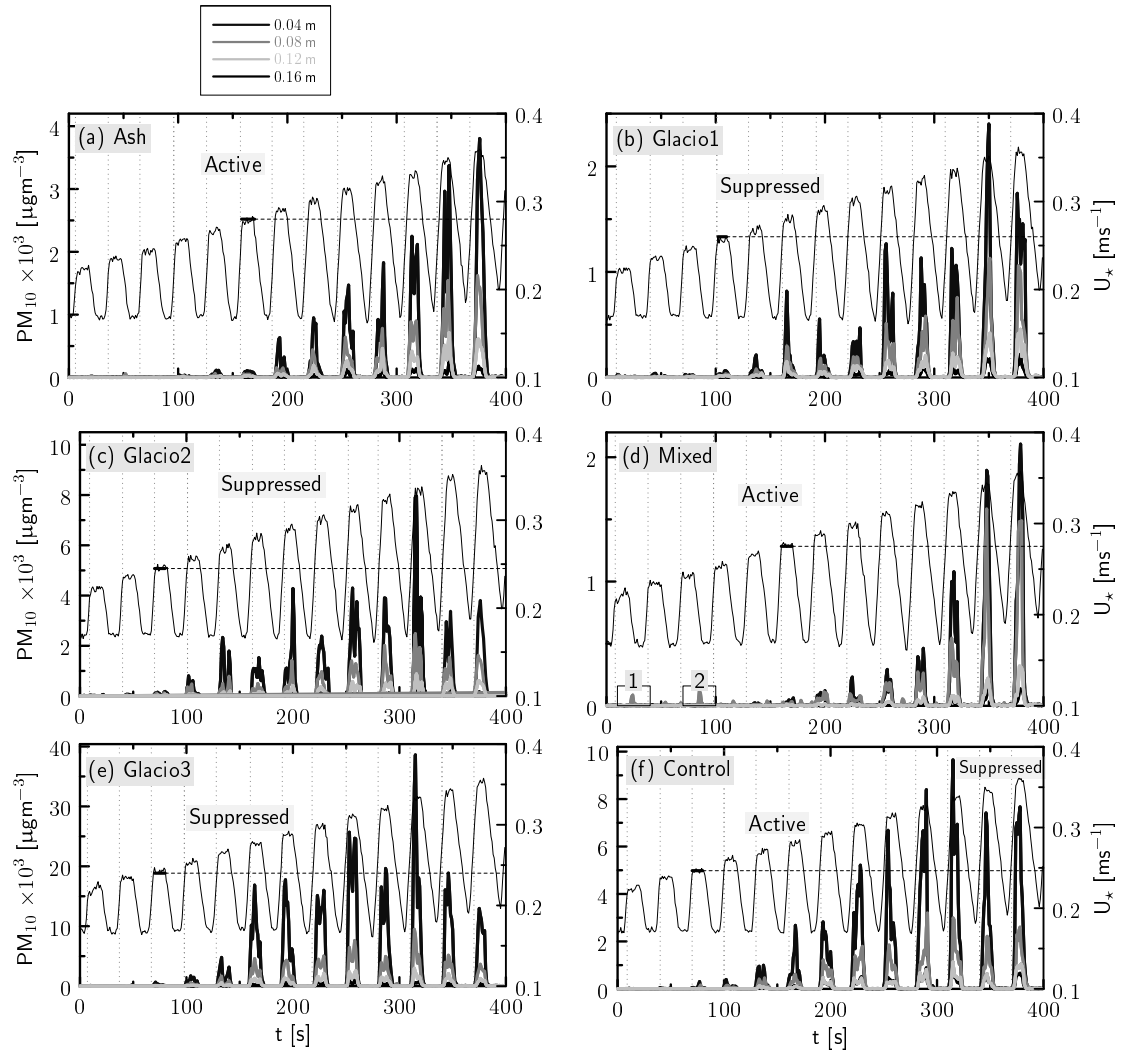 0.04 m
0.08 m
0.12 m
0.16 m
(a) Ash
Active
PM10 ×10³ [µgm⁻³]
4
3
2
1
0
0.4
0.3
0.2
0.1
0 100 200 300 400
(b) Glacio1
Suppressed
2
1
0
0.4
0.3
0.2
0.1
U⋆ [ms⁻¹]
0 100 200 300 400
(c) Glacio2
Suppressed
PM10 ×10³ [µgm⁻³]
10
8
6
4
2
0
0.4
0.3
0.2
0.1
0 100 200 300 400
(d) Mixed
Active
1 2
2
1
0
0.4
0.3
0.2
0.1
U⋆ [ms⁻¹]
0 100 200 300 400
(e) Glacio3
Suppressed
PM10 ×10³ [µgm⁻³]
40
30
20
10
0
0.4
0.3
0.2
0.1
0 100 200 300 400
t [s]
(f) Control
Suppressed
Active
10
8
6
5
4
2
0
0.4
0.3
0.2
0.1
U⋆ [ms⁻¹]
0 100 200 300 400
t [s]